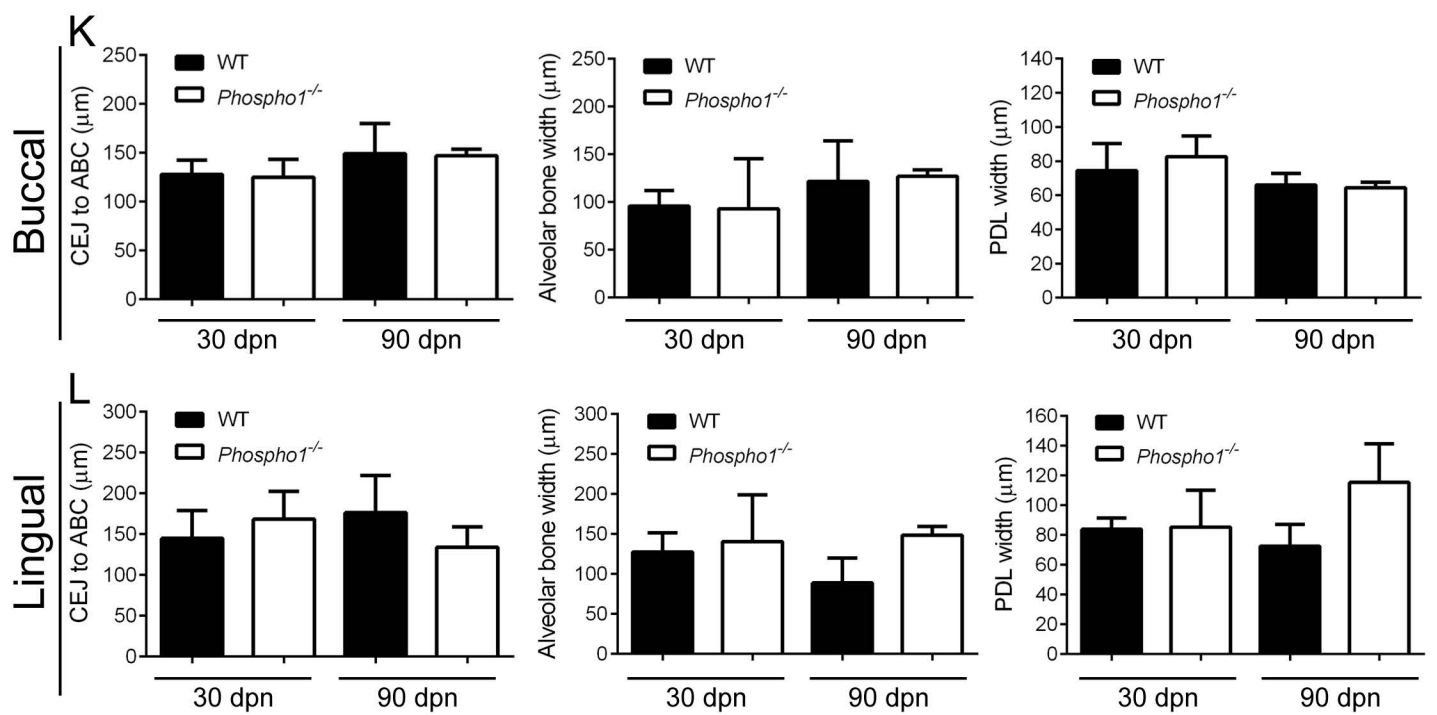 K
Buccal
CEJ to ABC (μm)
250
200
150
100
50
0
WT
Phospho1-/-
30 dpn
90 dpn
Alveolar bone width (μm)
250
200
150
100
50
0
WT
Phospho1-/-
30 dpn
90 dpn
PDL width (μm)
140
120
100
80
60
40
20
0
WT
Phospho1-/-
30 dpn
90 dpn
L
Lingual
CEJ to ABC (μm)
300
250
200
150
100
50
0
WT
Phospho1-/-
30 dpn
90 dpn
Alveolar bone width (μm)
300
250
200
150
100
50
0
WT
Phospho1-/-
30 dpn
90 dpn
PDL width (μm)
160
140
120
100
80
60
40
20
0
WT
Phospho1-/-
30 dpn
90 dpn